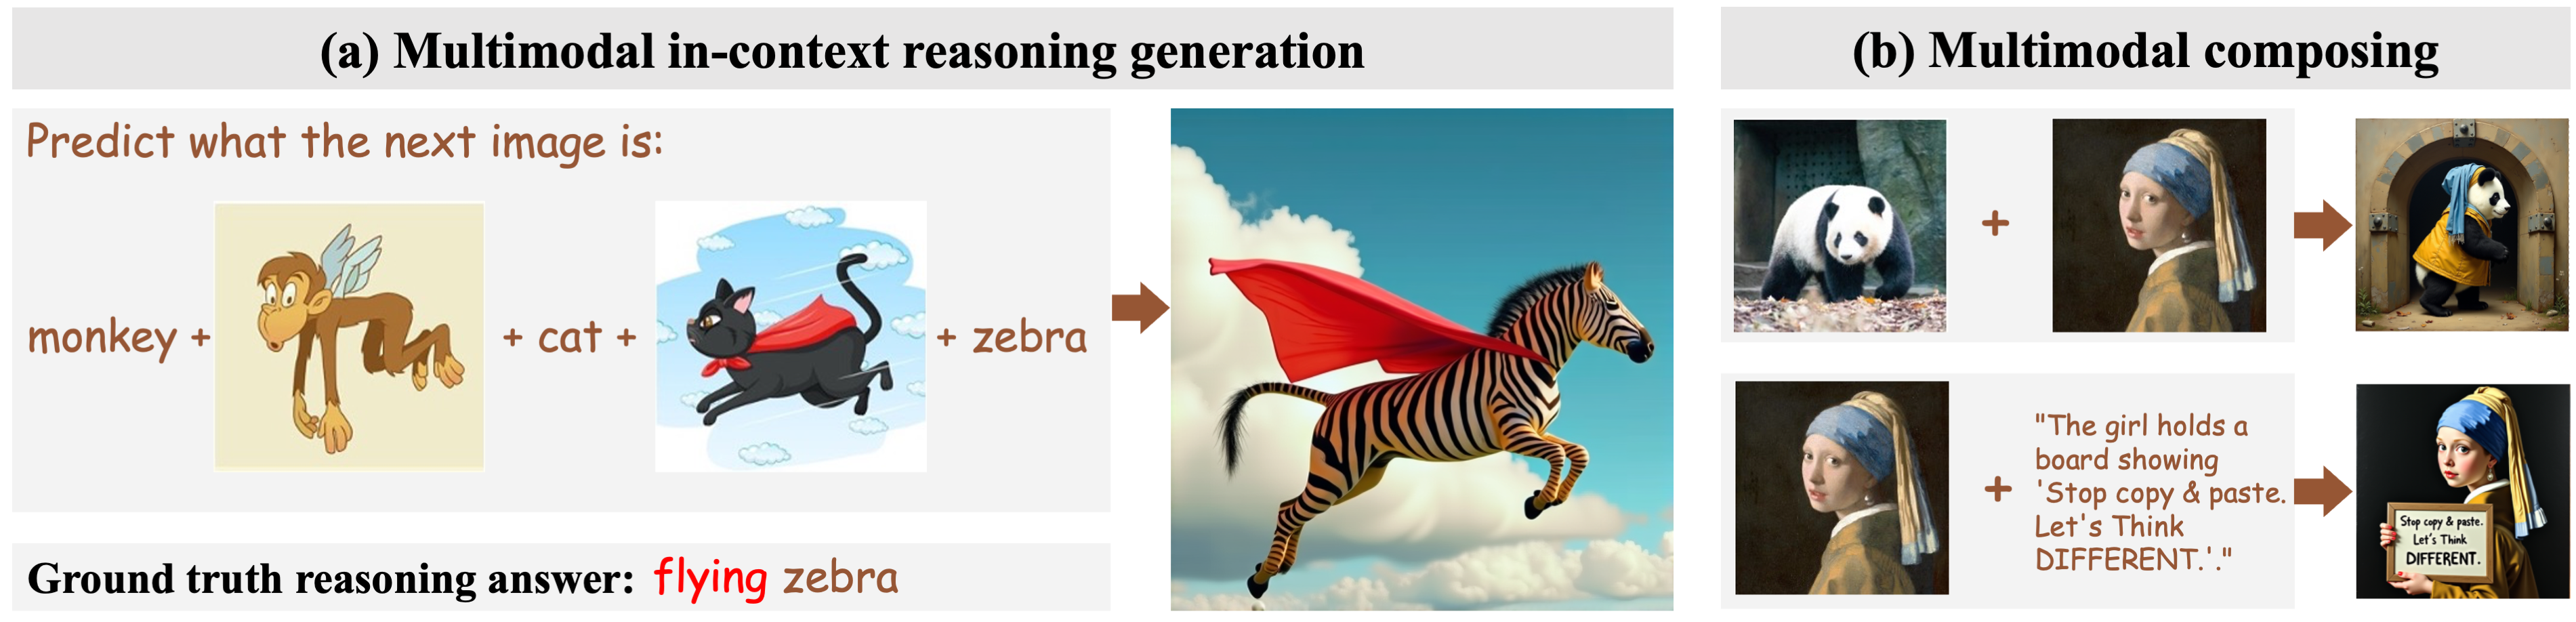 (a) Multimodal in-context reasoning generation
Predict what the next image is:
monkey + + cat + + zebra
Ground truth reasoning answer: flying zebra
(b) Multimodal composing
+
+
"The girl holds a
board showing
'Stop copy & paste.
Let's Think
DIFFERENT.'."
Stop copy & paste.
Let's Think
DIFFERENT.